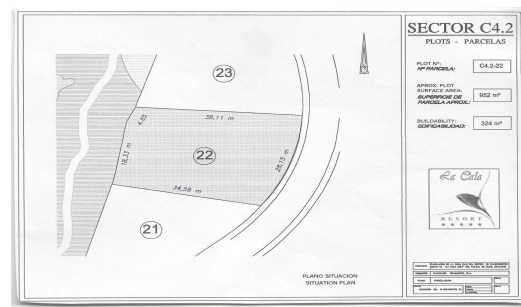 SECTOR C4.2
PLOTS - PARCELAS
PLOT Nº:
Nº PARCELA:
C4.2-22
APROX. PLOT
SURFACE AREA:
SUPERFICIE DE
PARCELA APROX.:
952 m²
BUILDABILITY:
EDIFICABILIDAD:
324 m²
La Cala
RESORT
23
38,11 m
4,65
18,33 m
22
28,15 m
34,58 m
21
PLANO SITUACION
SITUATION PLAN